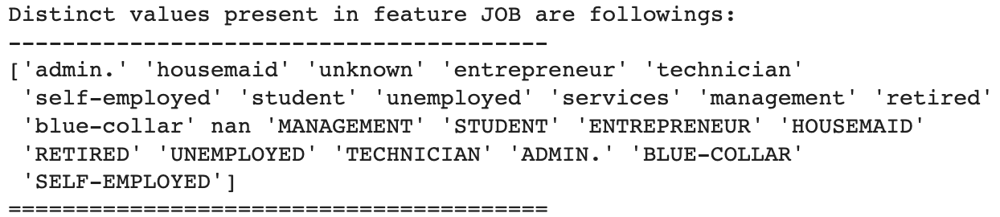 Distinct values present in feature JOB are followings:
----------------------------------------
['admin.' 'housemaid' 'unknown' 'entrepreneur' 'technician'
 'self-employed' 'student' 'unemployed' 'services' 'management' 'retired'
 'blue-collar' nan 'MANAGEMENT' 'STUDENT' 'ENTREPRENEUR' 'HOUSEMAID'
 'RETIRED' 'UNEMPLOYED' 'TECHNICIAN' 'ADMIN.' 'BLUE-COLLAR'
 'SELF-EMPLOYED']
========================================